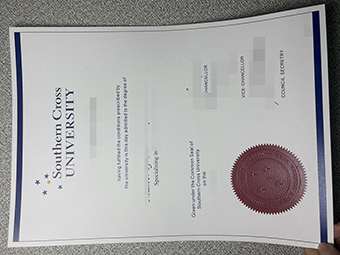 Southern Cross
UNIVERSITY
having fulfilled the conditions prescribed by
the university is this day admitted to the degree of
Specialising in
Given under the Common Seal of
Southern Cross University
on the
CHANCELLOR
VICE-CHANCELLOR
COUNCIL SECRETARY